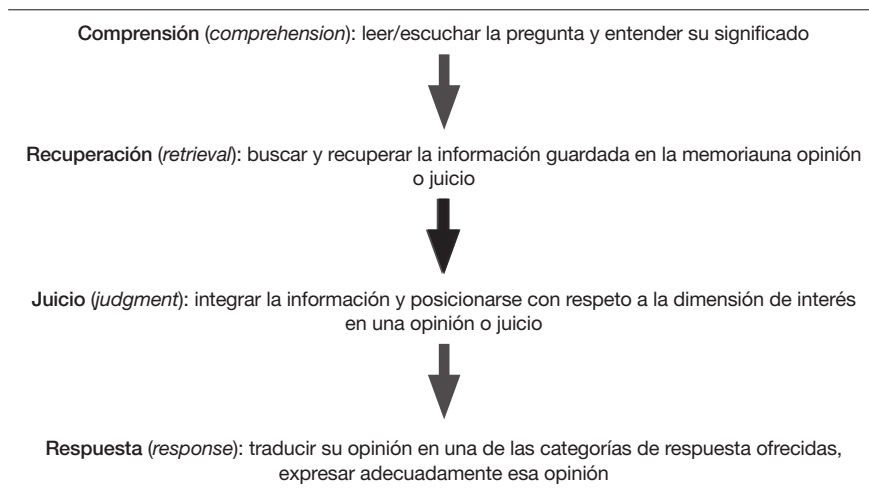 Comprensión (comprehension): leer/escuchar la pregunta y entender su significado
Recuperación (retrieval): buscar y recuperar la información guardada en la memoriauna opinión
o juicio
Juicio (judgment): integrar la información y posicionarse con respeto a la dimensión de interés
en una opinión o juicio
Respuesta (response): traducir su opinión en una de las categorías de respuesta ofrecidas,
expresar adecuadamente esa opinión